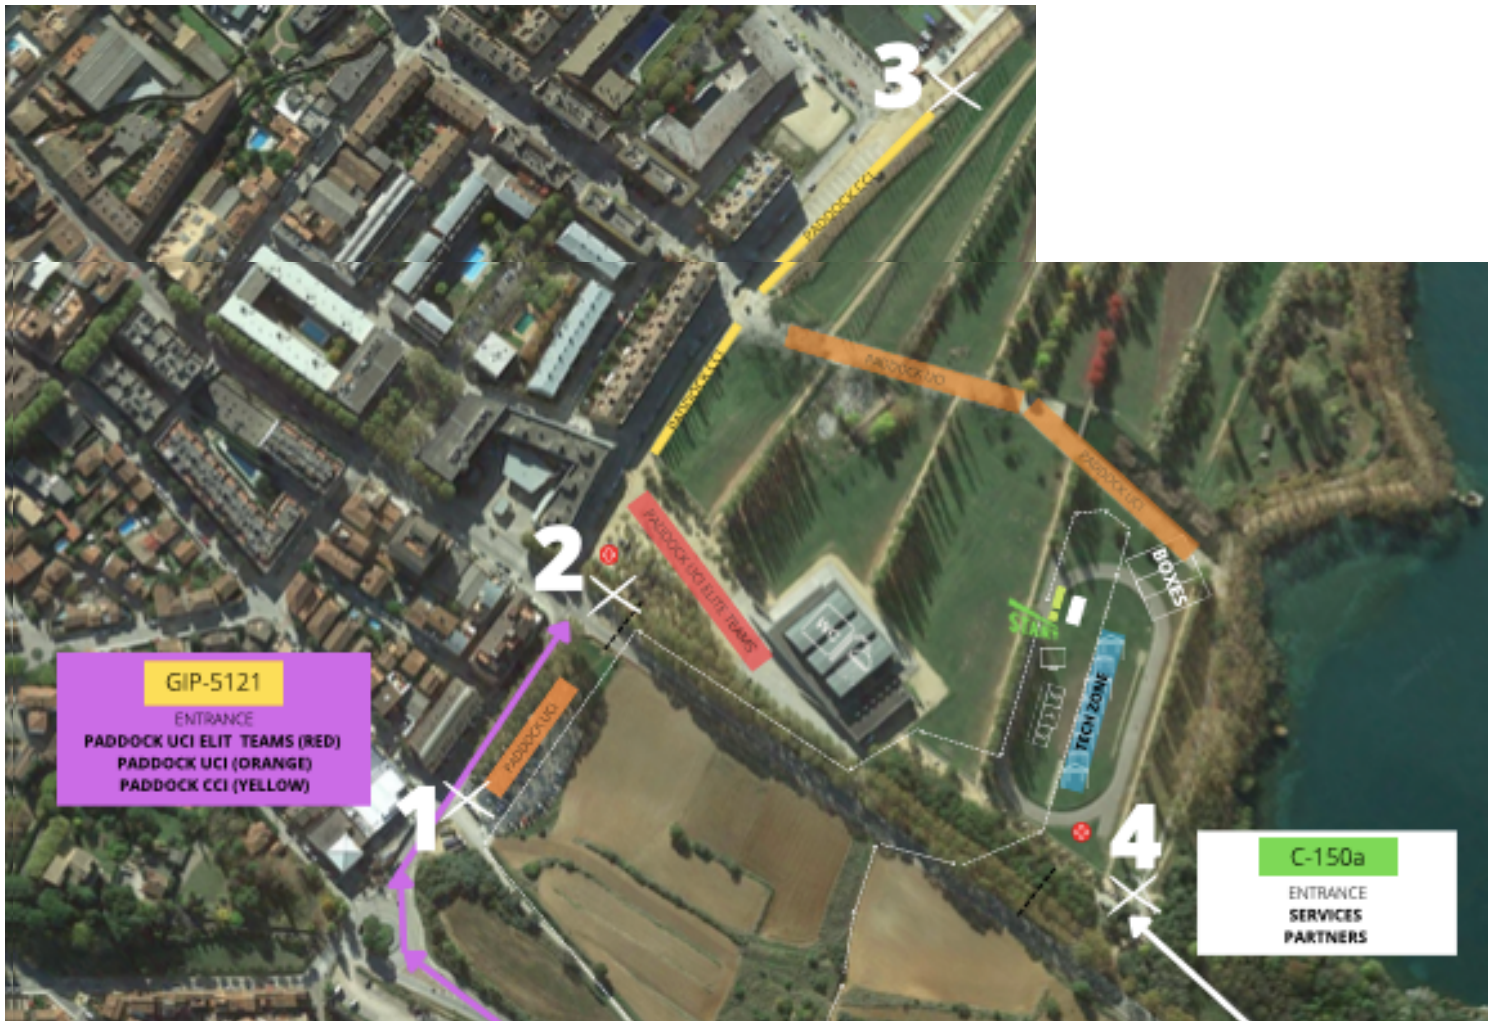 3
PADDOCK CCI
PADDOCK CCI
PADDOCK UCI
PADDOCK UCI
2
PADDOCK UCI ELITE TEAMS
BOXES
START
TECH ZONE
PADDOCK UCI
GIP-5121
ENTRANCE
PADDOCK UCI ELIT TEAMS (RED)
PADDOCK UCI (ORANGE)
PADDOCK CCI (YELLOW)
1
4
C-150a
ENTRANCE
SERVICES
PARTNERS